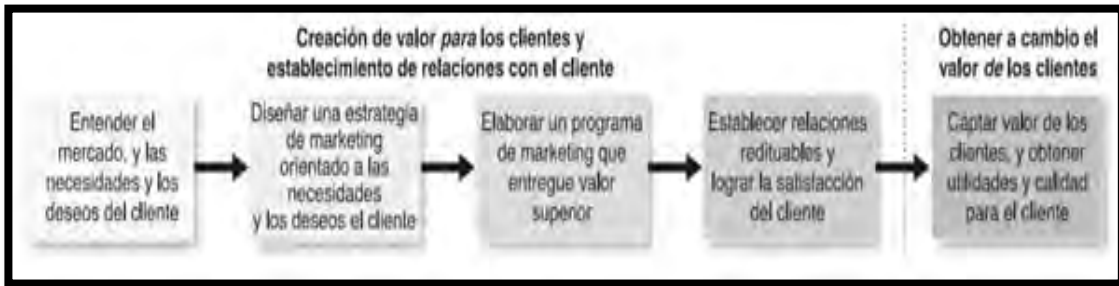 Creación de valor para los clientes y
establecimiento de relaciones con el cliente
Obtener a cambio el
valor de los clientes
Entender el
mercado, y las
necesidades y los
deseos del cliente
Diseñar una estrategia
de marketing
orientado a las
necesidades
y los deseos el cliente
Elaborar un programa
de marketing que
entregue valor
superior
Establecer relaciones
redituables y
lograr la satisfacción
del cliente
Captar valor de los
clientes, y obtener
utilidades y calidad
para el cliente